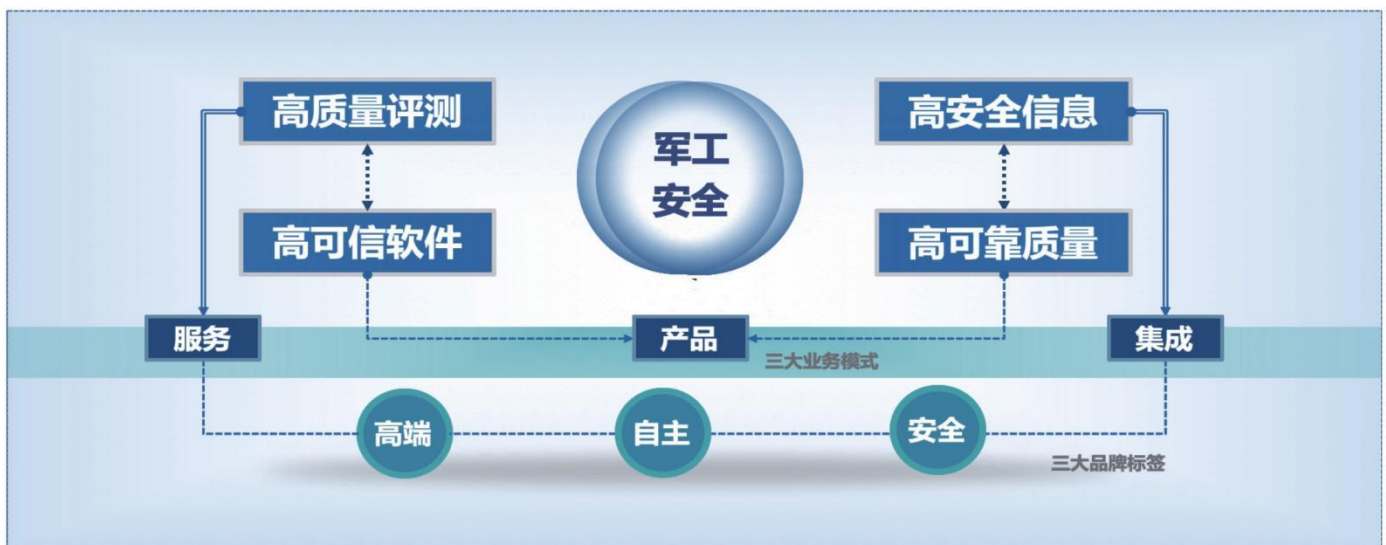 高质量评测
军工
安全
高安全信息
高可信软件
高可靠质量
服务
产品
集成
三大业务模式
高端
自主
安全
三大品牌标签